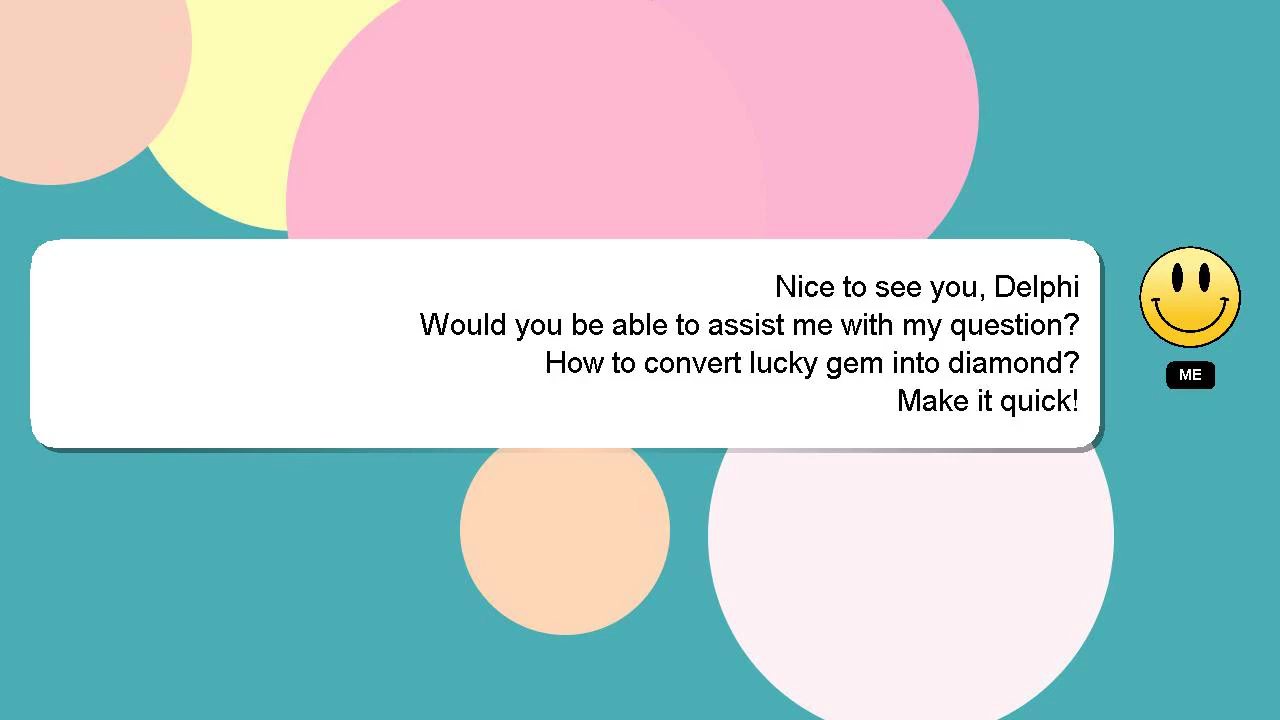 Nice to see you, Delphi
Would you be able to assist me with my question?
How to convert lucky gem into diamond?
Make it quick!
ME